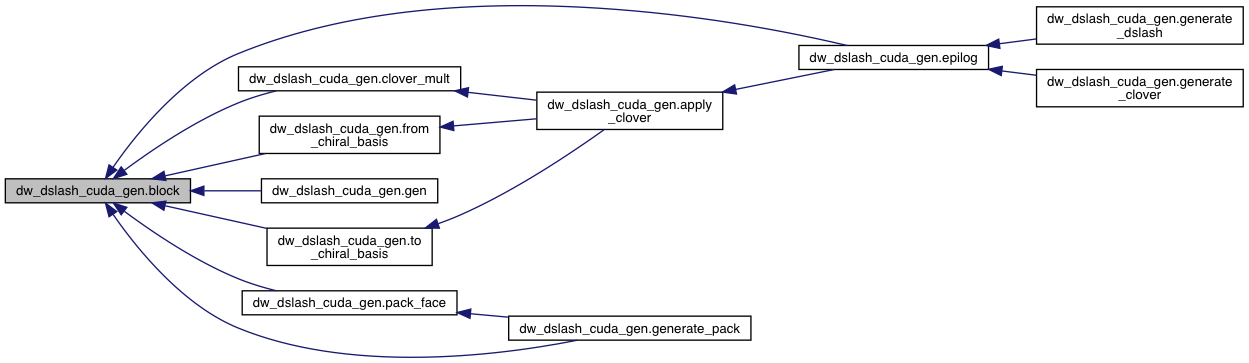 dw_dslash_cuda_gen.block
dw_dslash_cuda_gen.epilog
dw_dslash_cuda_gen.generate
_dslash
dw_dslash_cuda_gen.generate
_clover
dw_dslash_cuda_gen.clover_mult
dw_dslash_cuda_gen.apply
_clover
dw_dslash_cuda_gen.from
_chiral_basis
dw_dslash_cuda_gen.gen
dw_dslash_cuda_gen.to
_chiral_basis
dw_dslash_cuda_gen.pack_face
dw_dslash_cuda_gen.generate_pack